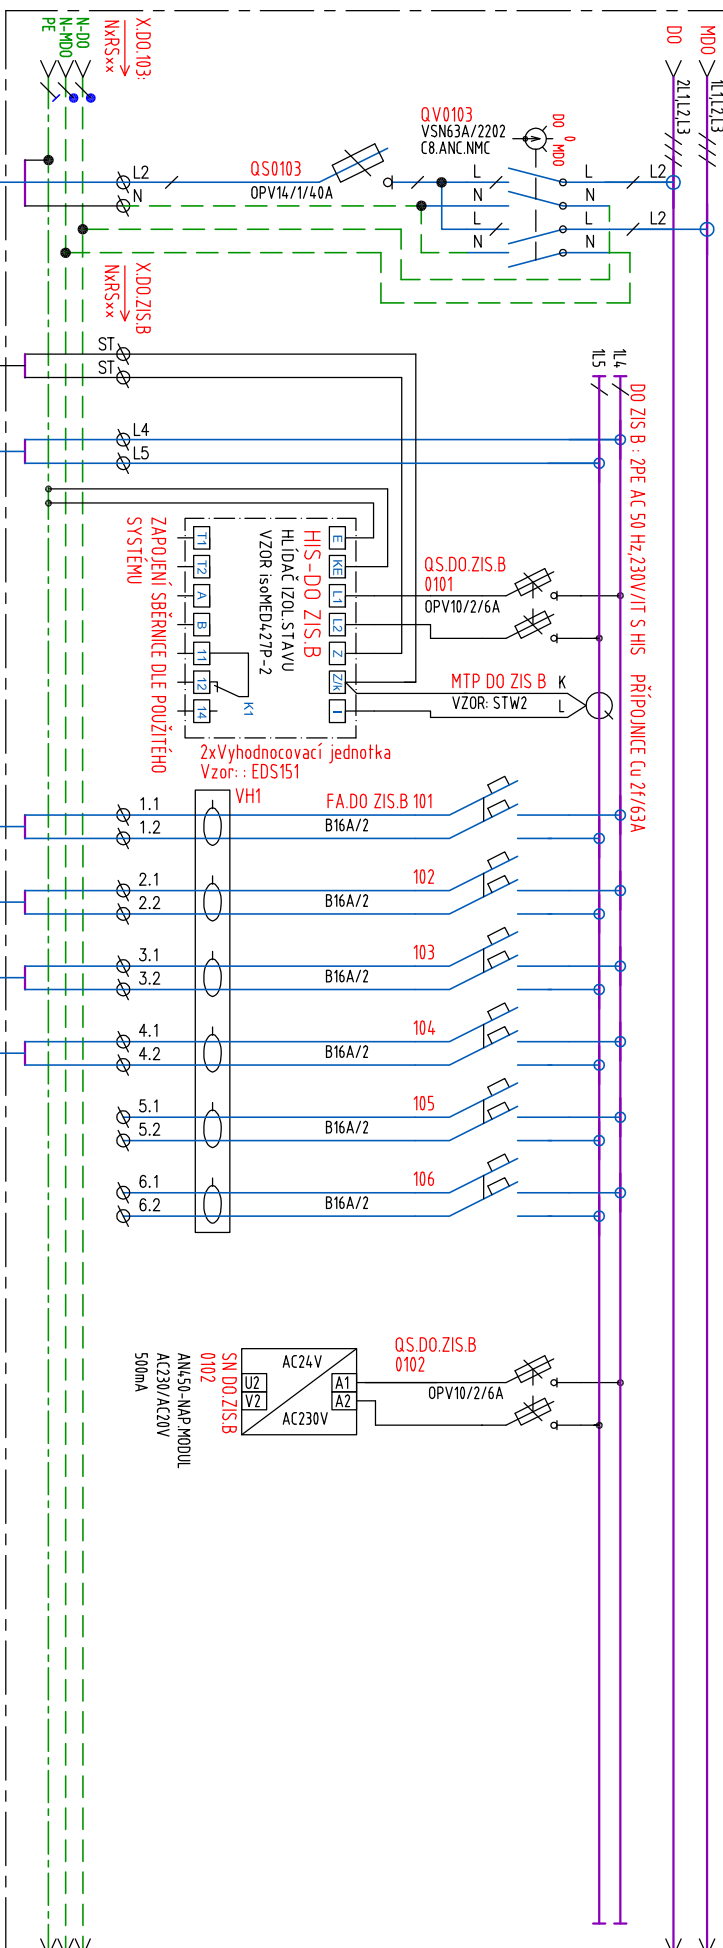 MDO
1L1,L2,L3
DO
2L1,L2,L3
N-DO
N-MDO
PE
X.DO.103:
NxRSxx
QV0103
VSN63A/2202
C8.ANC.NMC
DO 0 MDO
L2
N
QS0103
OPV14/1/40A
L
N
L
N
L
N
L
N
L2
L2
X.DO.ZIS.B
NxRSxx
ST
ST
L4
L5
1L4
1L5
DO ZIS B : 2PE AC 50 Hz,230V/IT S HIS PŘÍPOJNICE Cu 2f/63A
HIS-DO ZIS.B
HLÍDAČ IZOL.STAVU
VZOR isoMED427P-2
E
KE
L1
L2
Z
Z/k
I
T1
T2
A
B
11
12
14
K1
ZAPOJENÍ SBĚRNICE DLE POUŽITÉHO
SYSTÉMU
QS.DO.ZIS.B
0101
OPV10/2/6A
MTP DO ZIS B
VZOR: STW2
K
L
2xVyhodnocovací jednotka
Vzor: : EDS151
VH1
1.1
1.2
FA.DO ZIS.B 101
B16A/2
2.1
2.2
102
B16A/2
3.1
3.2
103
B16A/2
4.1
4.2
104
B16A/2
5.1
5.2
105
B16A/2
6.1
6.2
106
B16A/2
SN DO.ZIS.B
0102
AN450-NAP.MODUL
AC230/AC20V
500mA
AC24V
AC230V
U2
V2
A1
A2
QS.DO.ZIS.B
0102
OPV10/2/6A